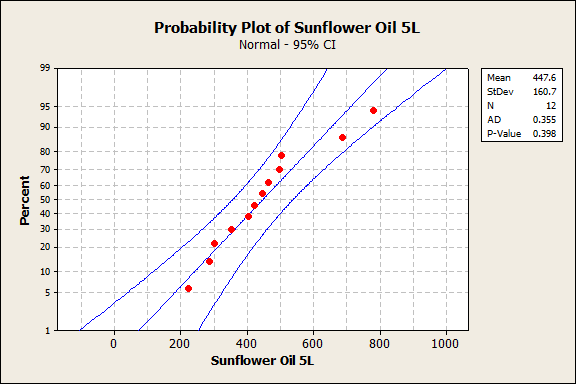 Probability Plot of Sunflower Oil 5L
Normal - 95% CI
Mean 447.6
StDev 160.7
N 12
AD 0.355
P-Value 0.398
Percent
99
95
90
80
70
60
50
40
30
20
10
5
1
0 200 400 600 800 1000
Sunflower Oil 5L